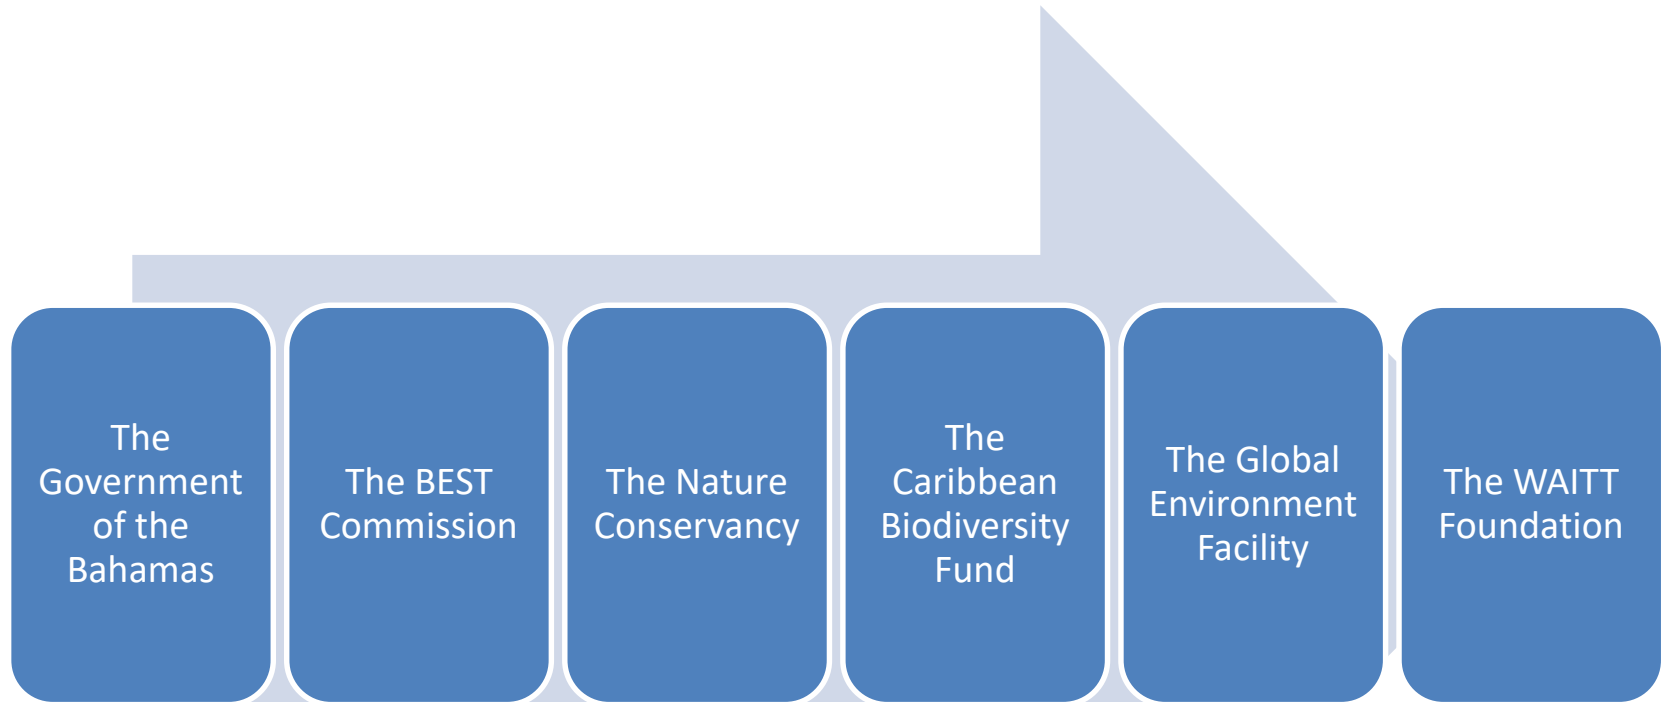 The
Government
of the
Bahamas
The BEST
Commission
The Nature
Conservancy
The
Caribbean
Biodiversity
Fund
The Global
Environment
Facility
The WAITT
Foundation